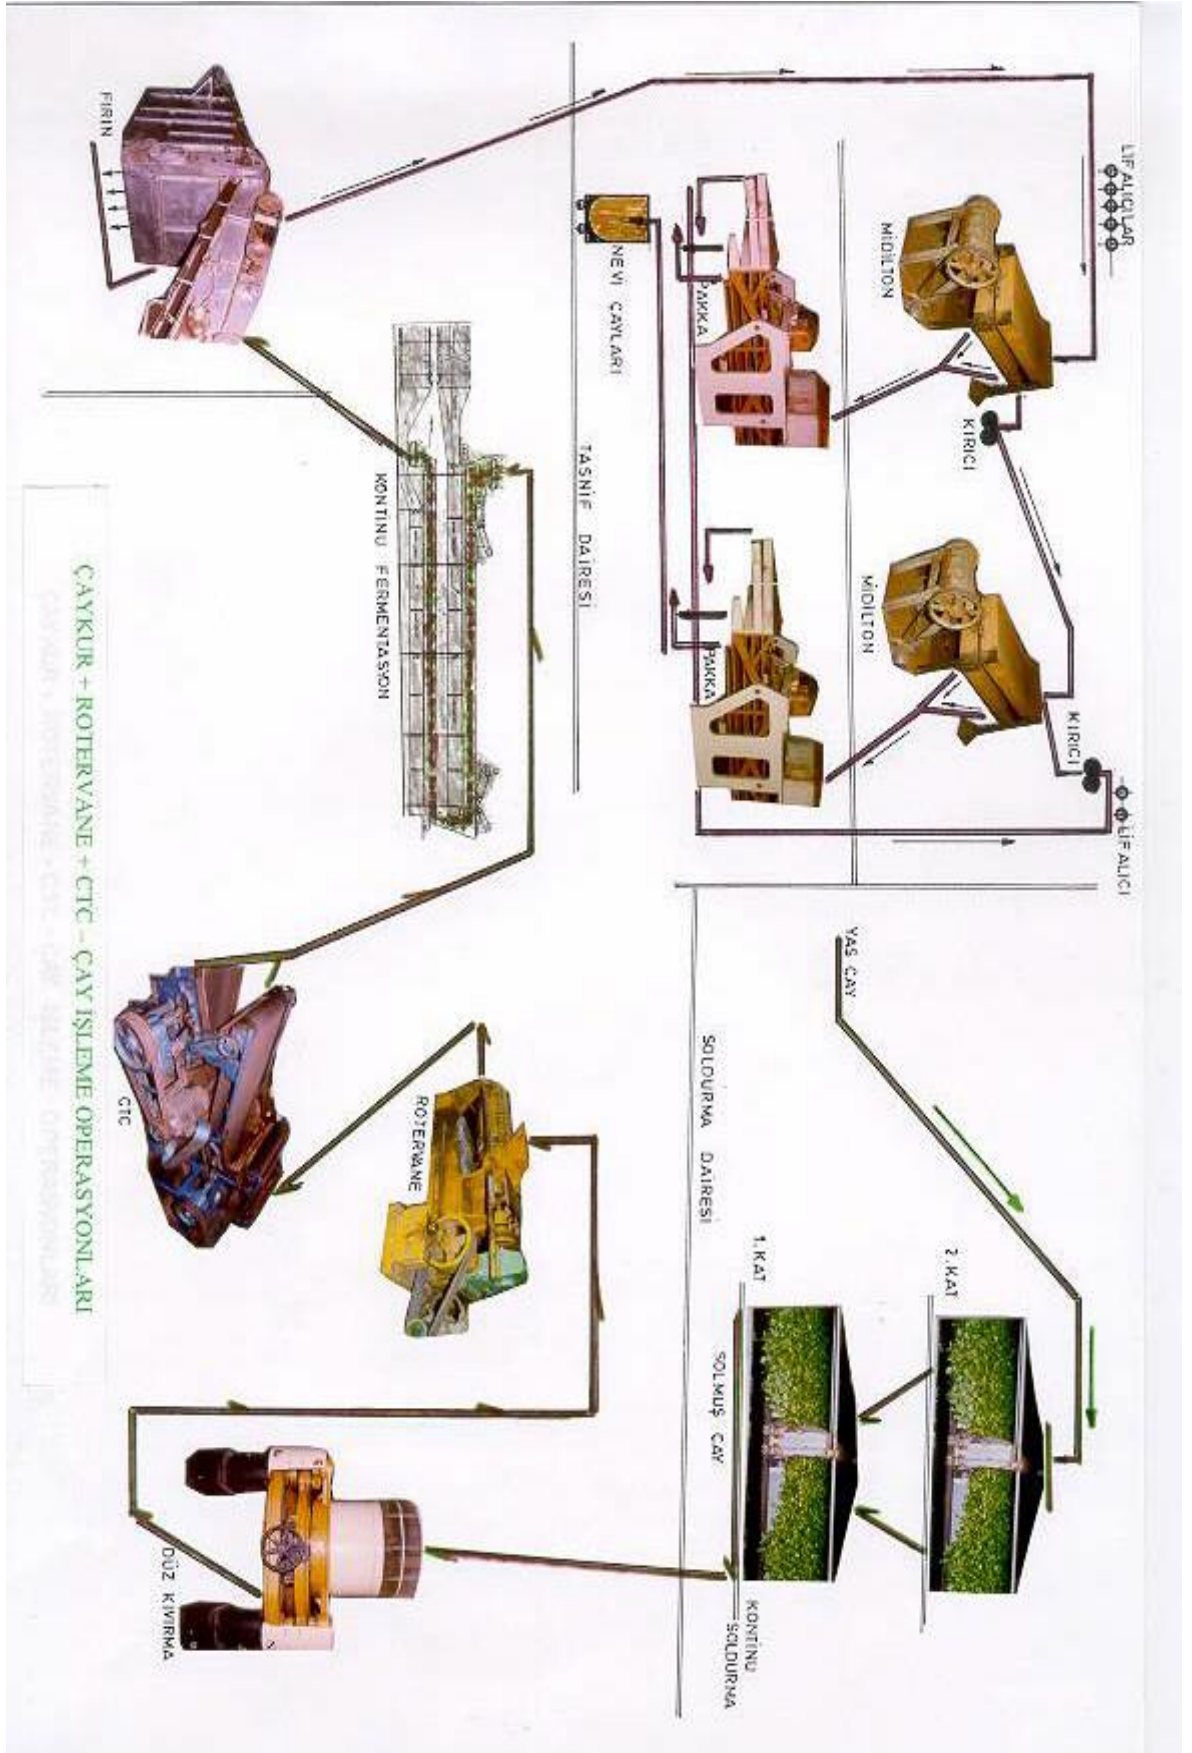 LİF ALICILAR
LİF ALICI
KIRICI
MİDİLTON
KIRICI
2.KAT
MİDİLTON
YAŞ ÇAY
1.KAT
KONTİNU
SOLDURMA
PAKKA
PAKKA
SOLMUŞ ÇAY
SOLDURMA DAİRESİ
NEVİ ÇAYLARI
TASNİF DAİRESİ
ROTERVANE
KONTİNU FERMENTASYON
DÜZ KIVIRMA
CTC
FIRIN
ÇAYKUR + ROTERVANE + CTC - ÇAY İŞLEME OPERASYONLARI